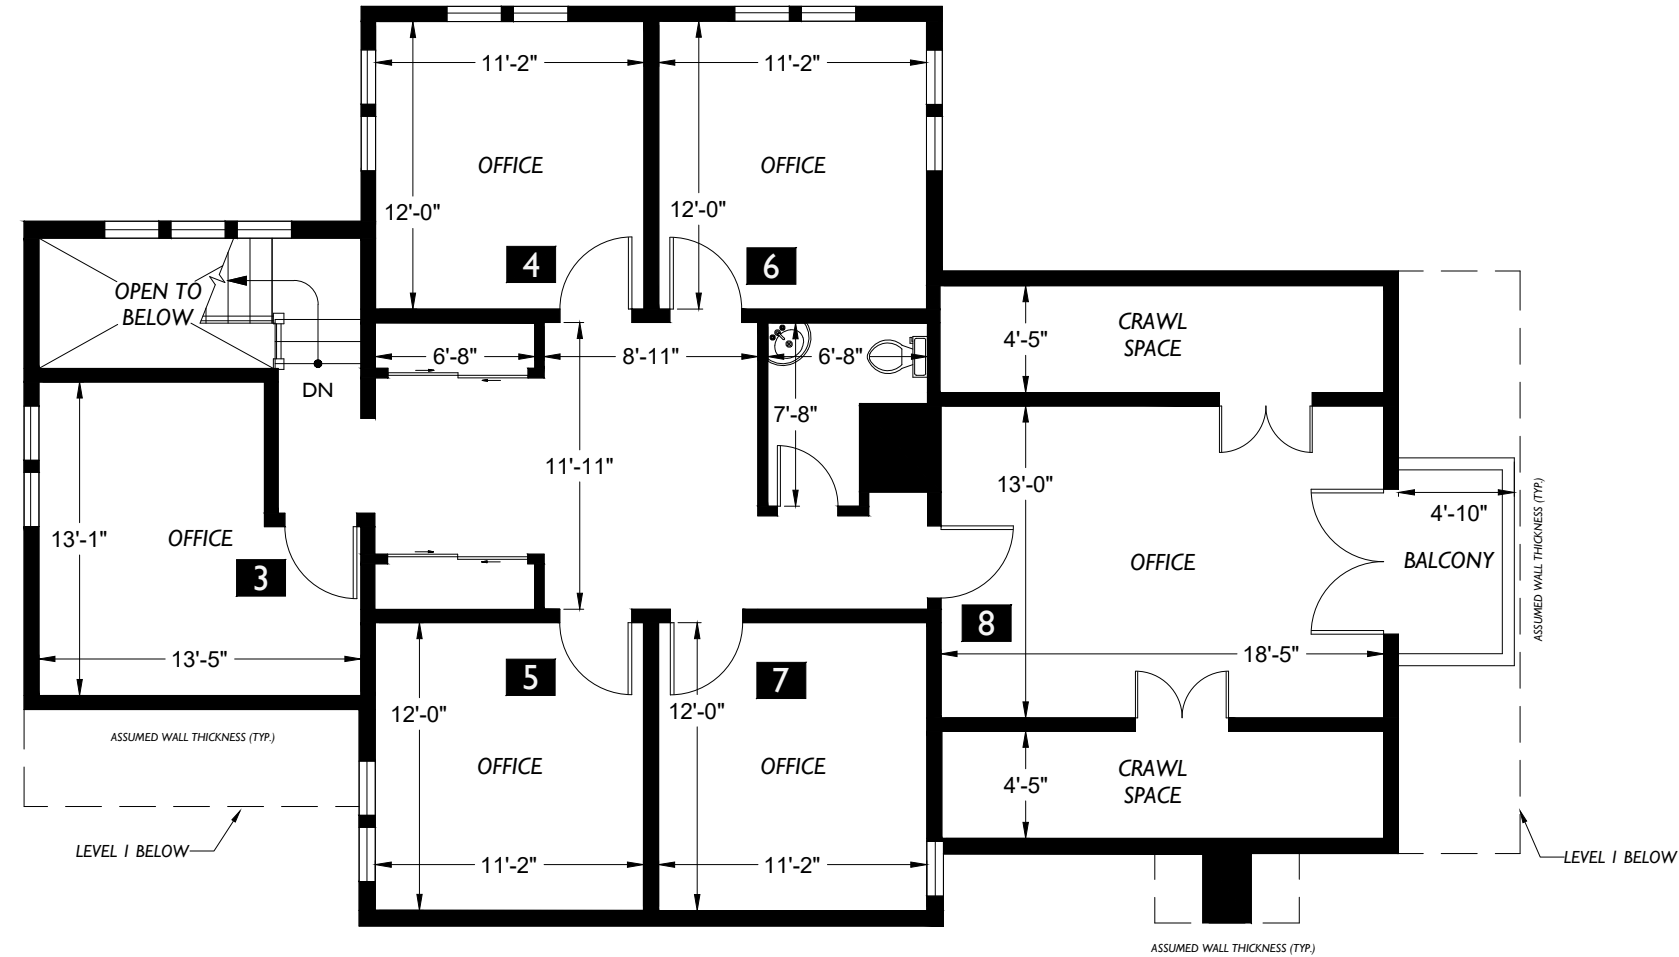 11'-2"
11'-2"
OFFICE
OFFICE
12'-0"
12'-0"
4
6
OPEN TO
BELOW
DN
6'-8"
8'-11"
6'-8"
7'-8"
11'-11"
CRAWL
SPACE
4'-5"
13'-0"
OFFICE
8
18'-5"
4'-10"
BALCONY
ASSUMED WALL THICKNESS (TYP.)
13'-1"
OFFICE
3
13'-5"
ASSUMED WALL THICKNESS (TYP.)
LEVEL 1 BELOW
5
7
12'-0"
12'-0"
OFFICE
OFFICE
11'-2"
11'-2"
CRAWL
SPACE
4'-5"
LEVEL 1 BELOW
ASSUMED WALL THICKNESS (TYP.)